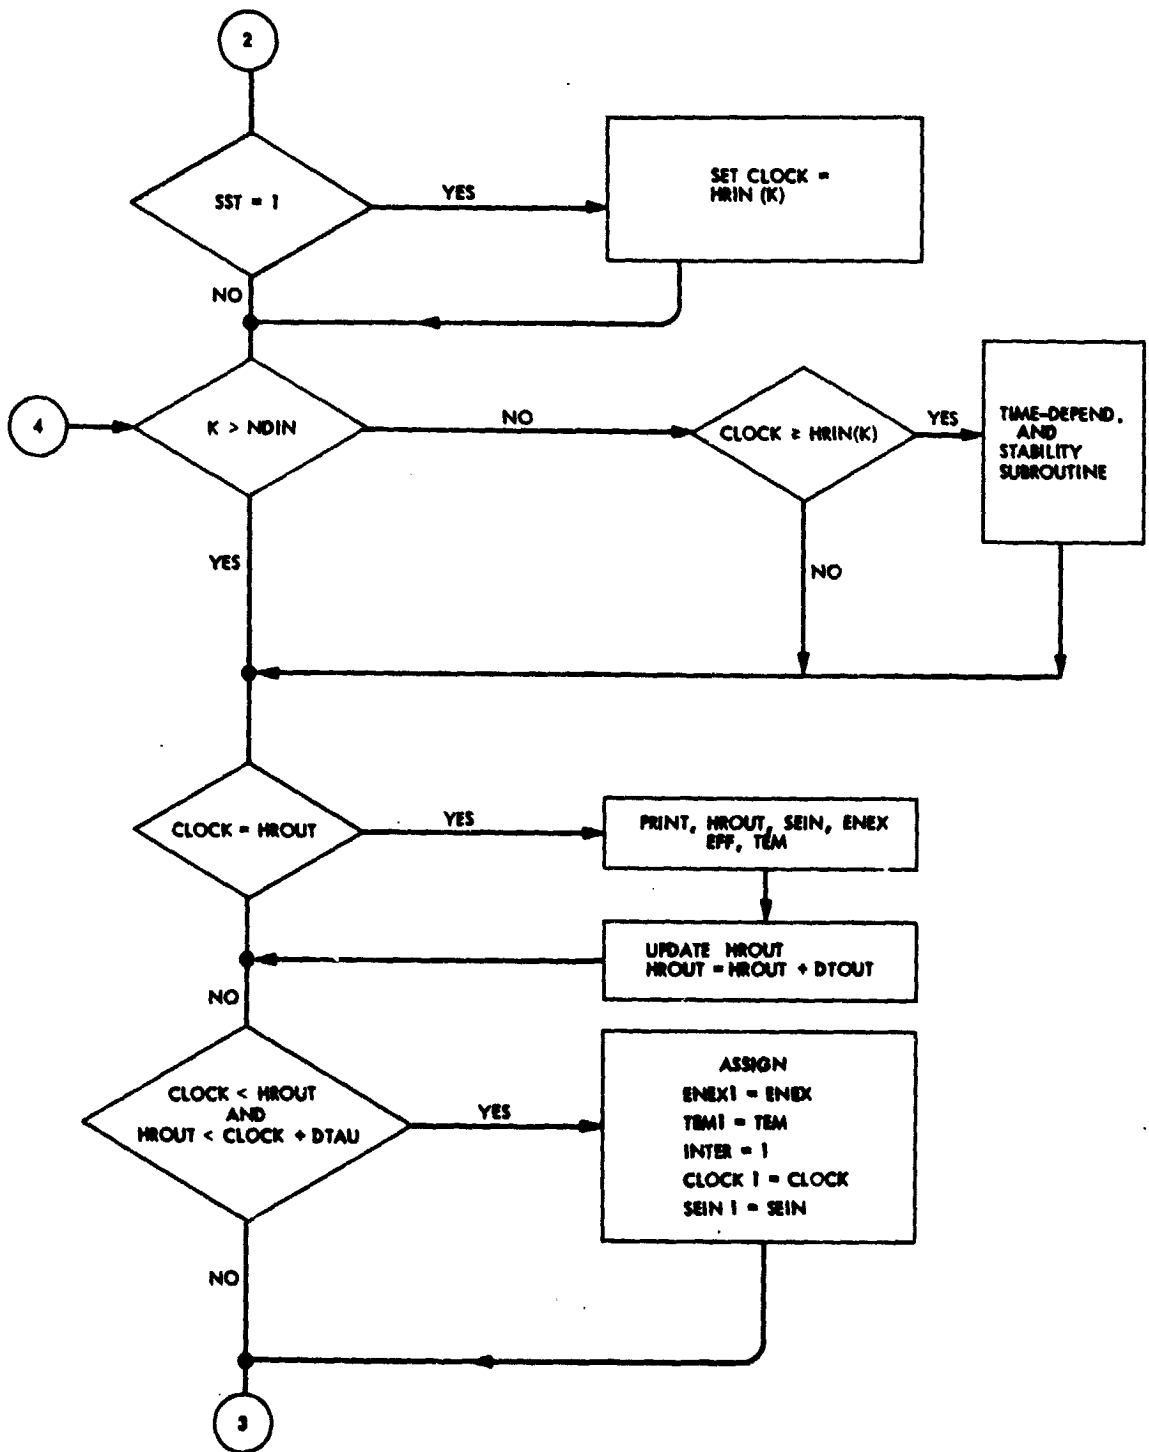 2
SST = 1
YES
SET CLOCK =
HRIN (K)
NO
4
K > NDIN
NO
CLOCK ≥ HRIN(K)
YES
TIME-DEPEND.
AND
STABILITY
SUBROUTINE
YES
NO
CLOCK = HROUT
YES
PRINT, HROUT, SEIN, ENEX
EFF, TEM
UPDATE HROUT
HROUT = HROUT + DTOUT
NO
CLOCK < HROUT
AND
HROUT < CLOCK + DTAU
YES
ASSIGN
ENEX1 = ENEX
TEM1 = TEM
INTER = 1
CLOCK 1 = CLOCK
SEIN 1 = SEIN
NO
3